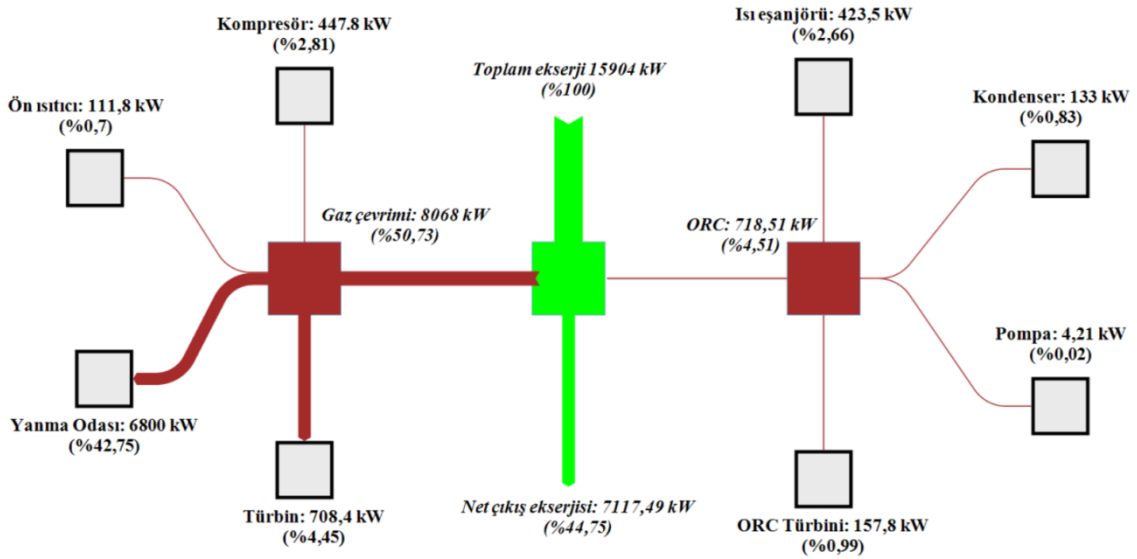 Kompresör: 447.8 kW
(%2,81)
Isı eşanjörü: 423,5 kW
(%2,66)
Toplam ekserji 15904 kW
(%100)
Ön ısıtıcı: 111,8 kW
(%0,7)
Kondenser: 133 kW
(%0,83)
Gaz çevrimi: 8068 kW
(%50,73)
ORC: 718,51 kW
(%4,51)
Pompa: 4,21 kW
(%0,02)
Yanma Odası: 6800 kW
(%42,75)
Türbin: 708,4 kW
(%4,45)
Net çıkış ekserjisi: 7117,49 kW
(%44,75)
ORC Türbini: 157,8 kW
(%0,99)